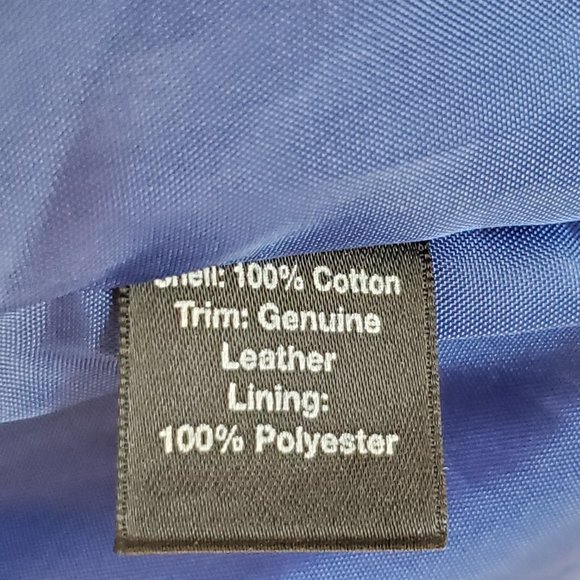 Shell: 100% Cotton
Trim: Genuine
Leather
Lining:
100% Polyester